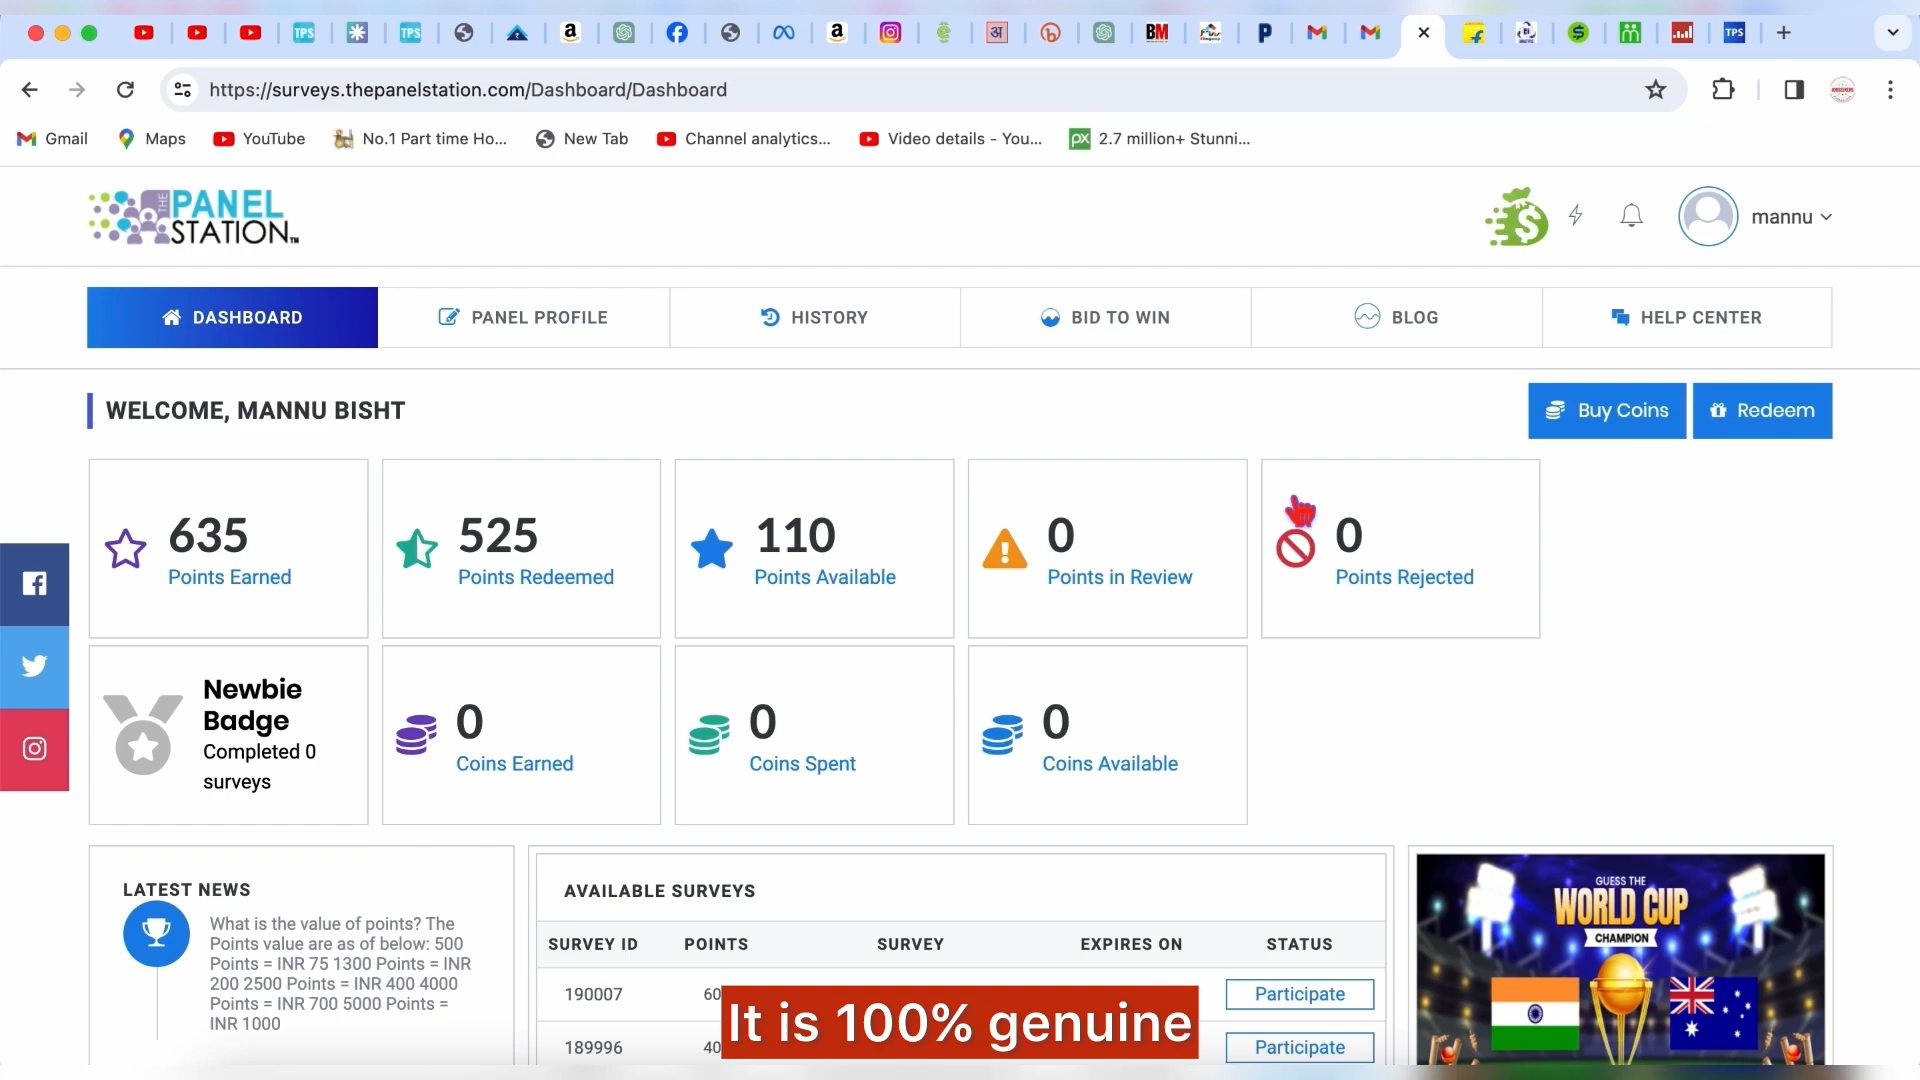 https://surveys.thepanelstation.com/Dashboard/Dashboard
Gmail
Maps
YouTube
No.1 Part time Ho...
New Tab
Channel analytics...
Video details - You...
2.7 million+ Stunni...
THE PANEL STATION™
mannu
DASHBOARD
PANEL PROFILE
HISTORY
BID TO WIN
BLOG
HELP CENTER
WELCOME, MANNU BISHT
Buy Coins
Redeem
635
Points Earned
525
Points Redeemed
110
Points Available
0
Points in Review
0
Points Rejected
Newbie
Badge
Completed 0
surveys
0
Coins Earned
0
Coins Spent
0
Coins Available
LATEST NEWS
What is the value of points? The
Points value are as of below: 500
Points = INR 75 1300 Points = INR
200 2500 Points = INR 400 4000
Points = INR 700 5000 Points =
INR 1000
AVAILABLE SURVEYS
SURVEY ID POINTS SURVEY EXPIRES ON STATUS
190007 60 Participate
189996 40 Participate
It is 100% genuine
GUESS THE
WORLD CUP
CHAMPION